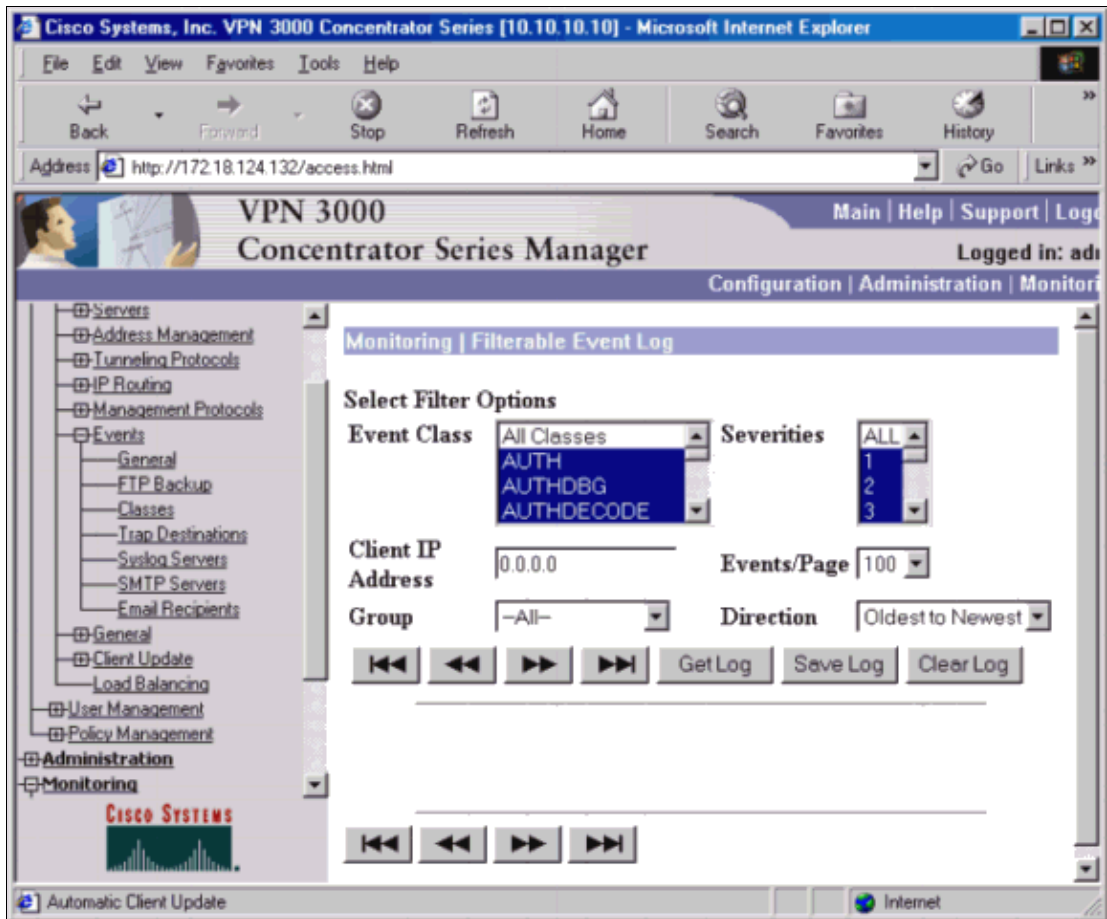 Cisco Systems, Inc. VPN 3000 Concentrator Series [10.10.10.10] - Microsoft Internet Explorer
File Edit View Favorites Tools Help
Back Forward Stop Refresh Home Search Favorites History »
Address http://172.18.124.132/access.html Go Links »
VPN 3000
Concentrator Series Manager
Main | Help | Support | Logo
Logged in: adi
Configuration | Administration | Monitori
Servers
Address Management
Tunneling Protocols
IP Routing
Management Protocols
Events
General
FTP Backup
Classes
Trap Destinations
Syslog Servers
SMTP Servers
Email Recipients
General
Client Update
Load Balancing
User Management
Policy Management
Administration
Monitoring
CISCO SYSTEMS
Monitoring | Filterable Event Log
Select Filter Options
Event Class All Classes Severities ALL
AUTH 1
AUTHDBG 2
AUTHDECODE 3
Client IP Address 0.0.0.0 Events/Page 100
Group --All-- Direction Oldest to Newest
Get Log Save Log Clear Log
Automatic Client Update Internet